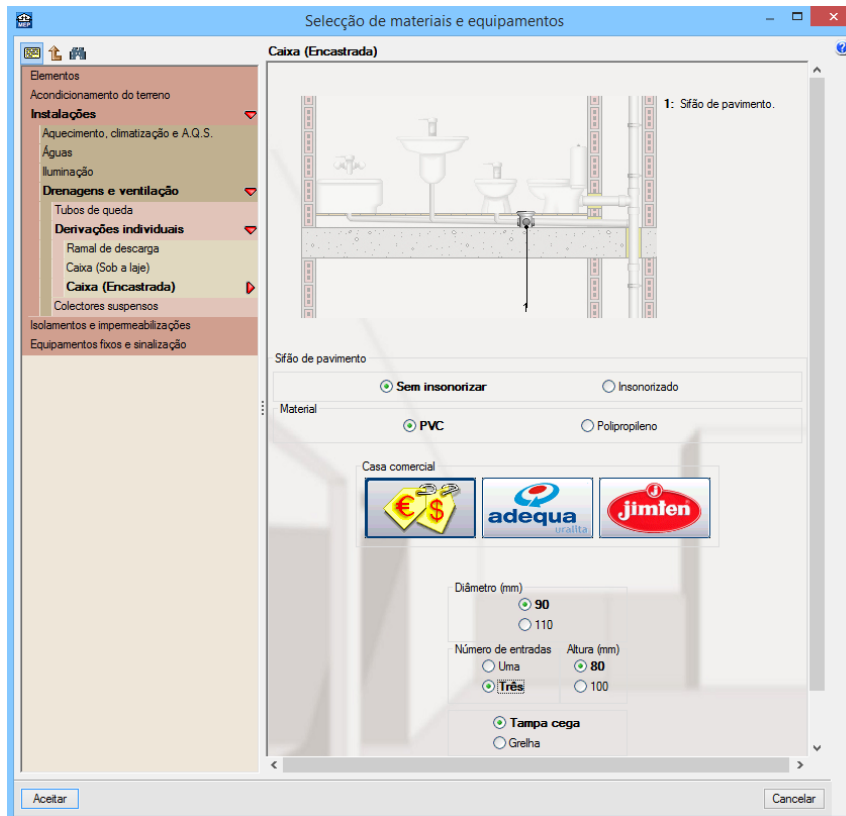 MEP
Selecção de materiais e equipamentos
Caixa (Encastrada)
Elementos
Acondicionamento do terreno
Instalações
Aquecimento, climatização e A.Q.S.
Águas
Iluminação
Drenagens e ventilação
Tubos de queda
Derivações individuais
Ramal de descarga
Caixa (Sob a laje)
Caixa (Encastrada)
Colectores suspensos
Isolamentos e impermeabilizações
Equipamentos fixos e sinalização
1: Sifão de pavimento.
1
Sifão de pavimento
Sem insonorizar Insonorizado
Material
PVC Polipropileno
Casa comercial
€ $ adequa uralita jimten
Diâmetro (mm)
90
110
Número de entradas Altura (mm)
Uma 80
Três 100
Tampa cega
Grelha
Aceitar Cancelar